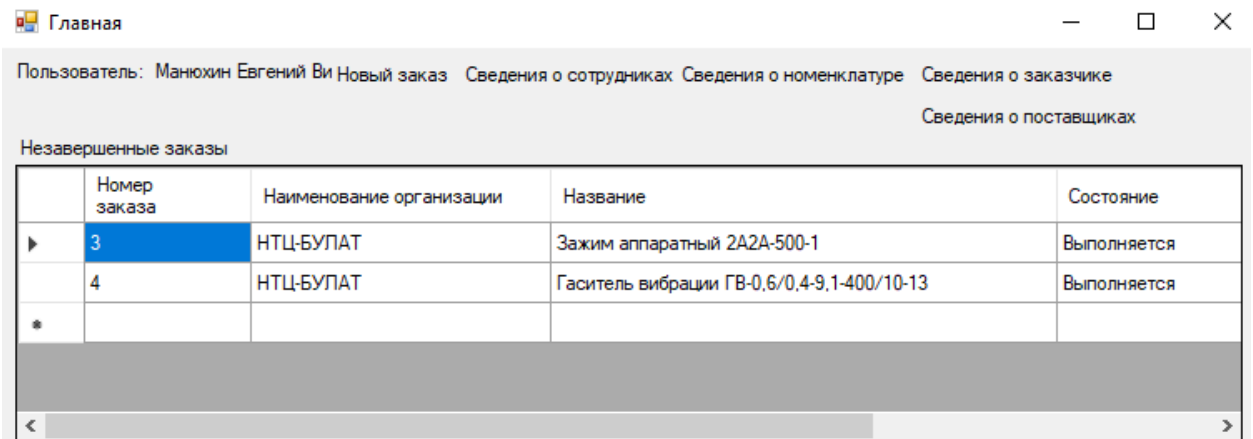 Главная
Пользователь: Манюхин Евгений Ви Новый заказ Сведения о сотрудниках Сведения о номенклатуре Сведения о заказчике
Сведения о поставщиках
Незавершенные заказы
Номер заказа Наименование организации Название Состояние
3 НТЦ-БУЛАТ Зажим аппаратный 2А2А-500-1 Выполняется
4 НТЦ-БУЛАТ Гаситель вибрации ГВ-0,6/0,4-9,1-400/10-13 Выполняется